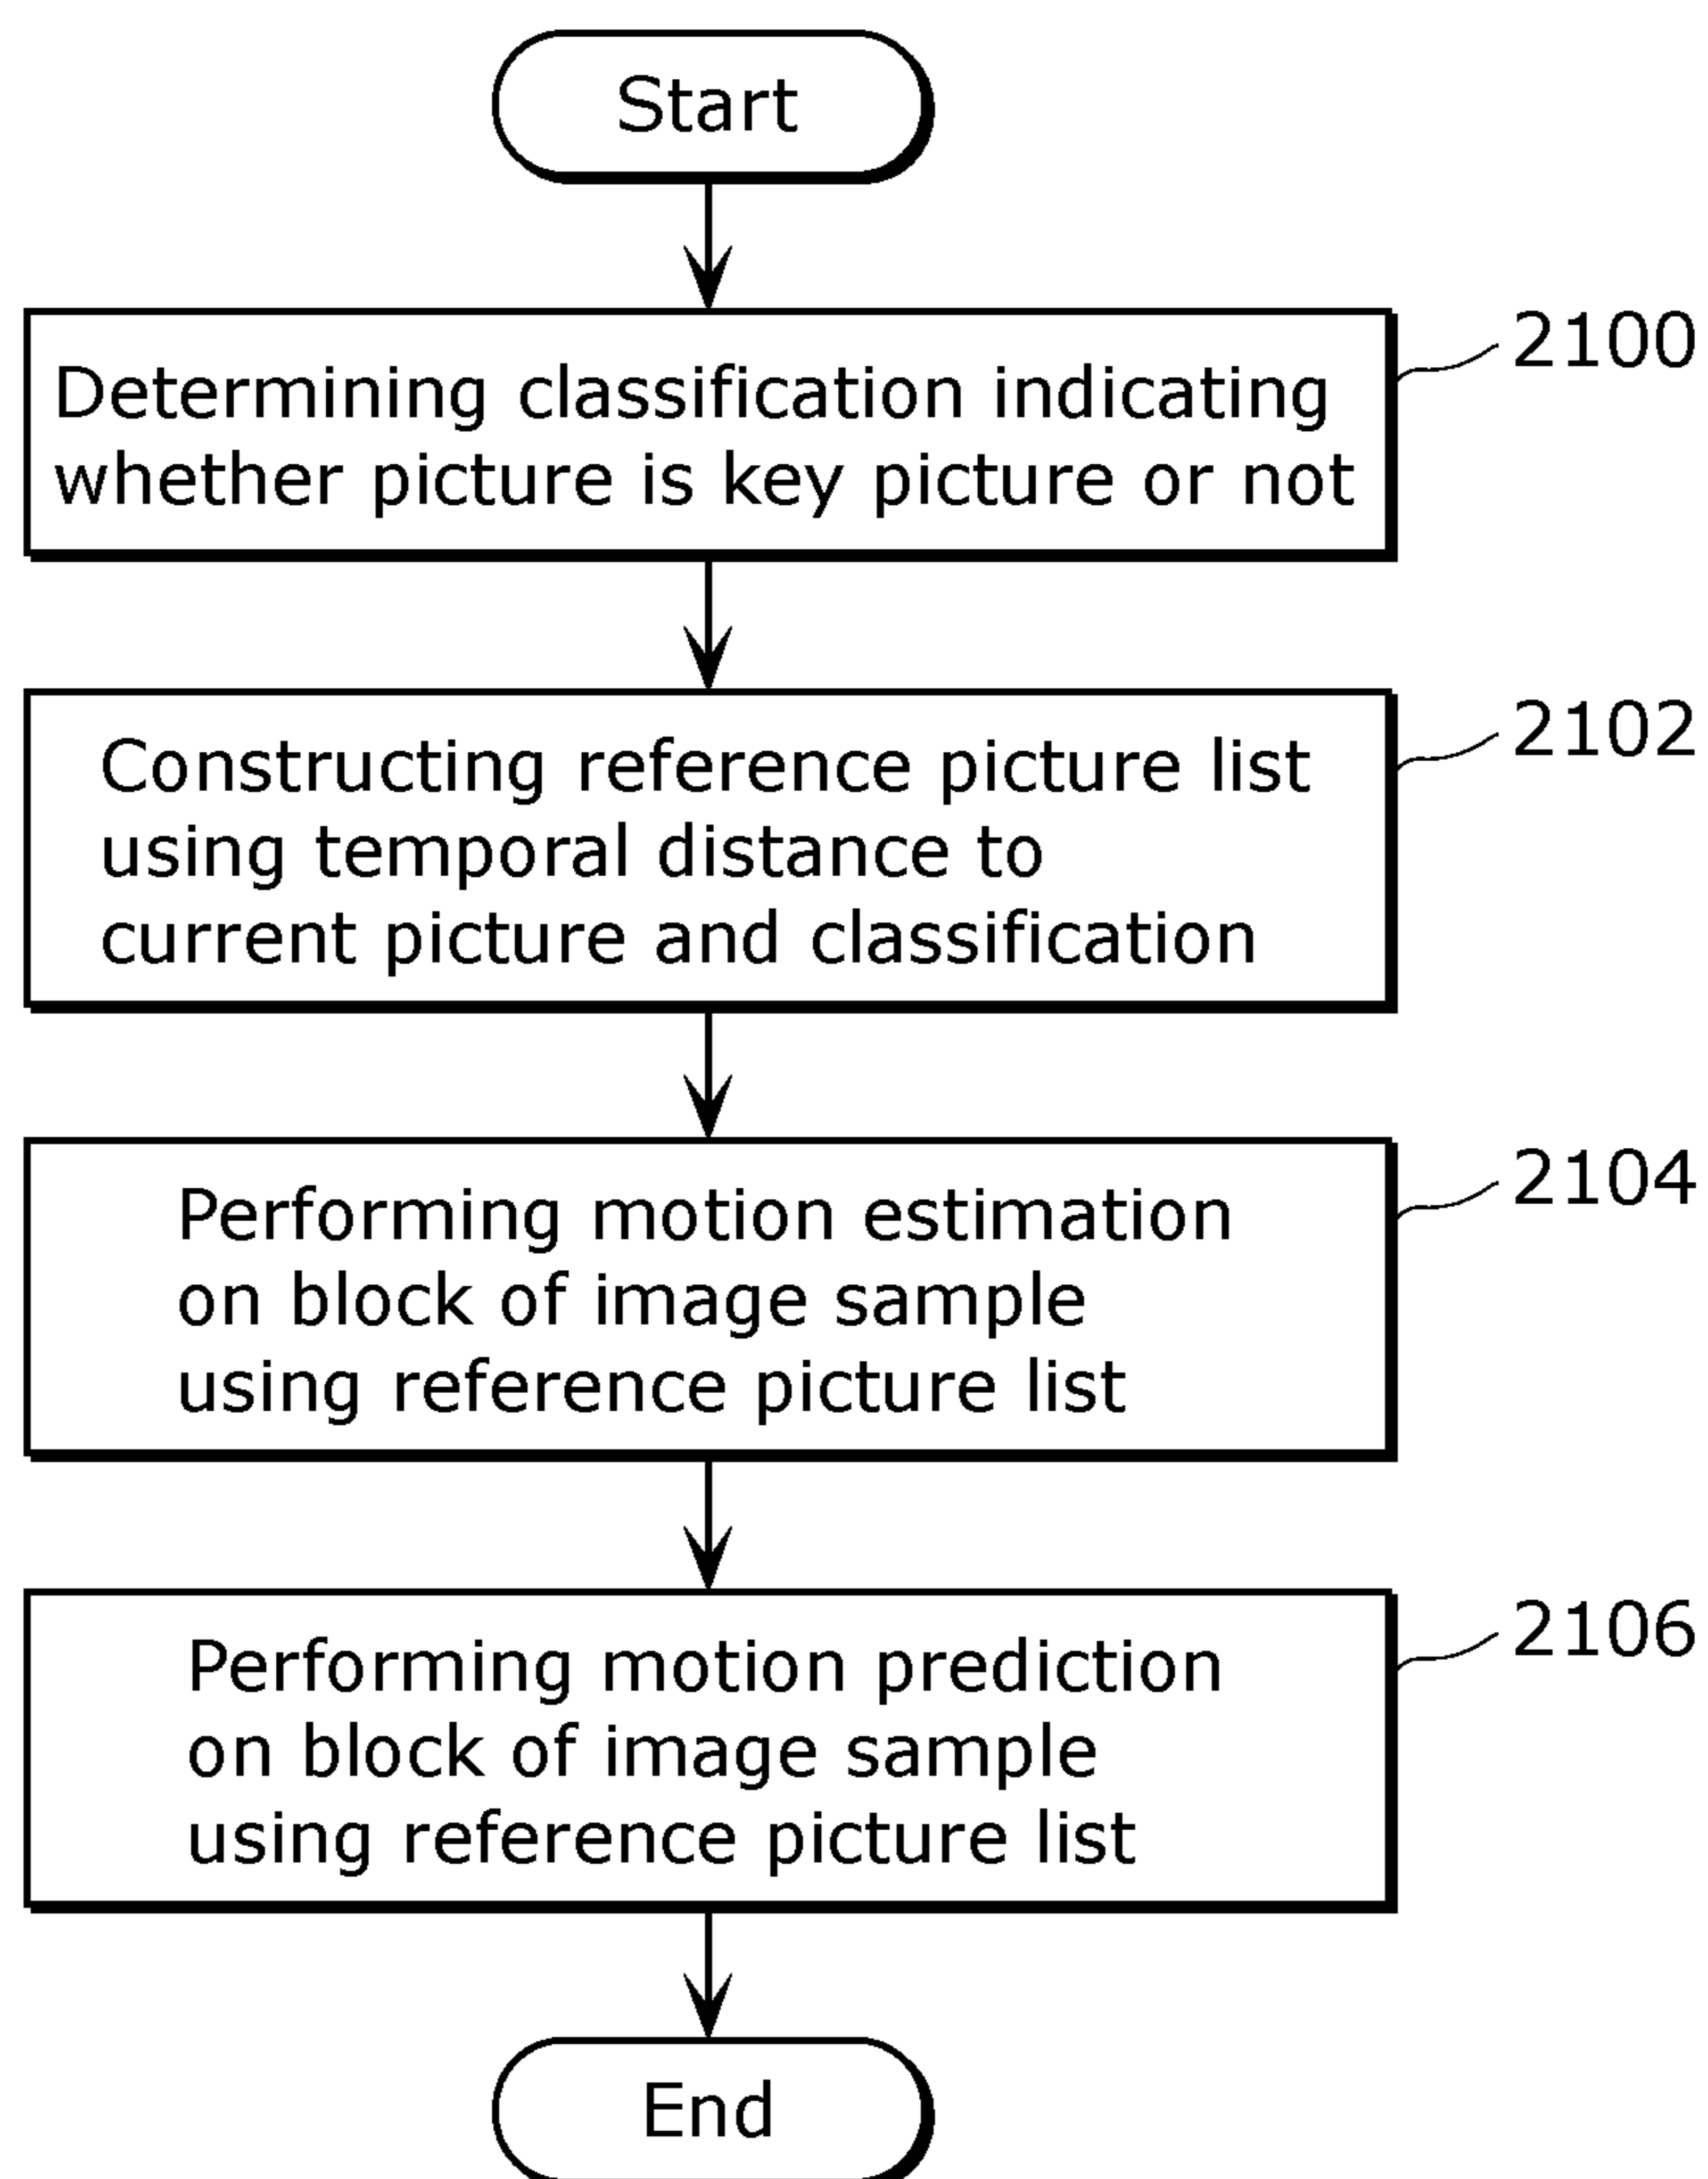 Start
2100
Determining classification indicating
whether picture is key picture or not
2102
Constructing reference picture list
using temporal distance to
current picture and classification
2104
Performing motion estimation
on block of image sample
using reference picture list
2106
Performing motion prediction
on block of image sample
using reference picture list
End